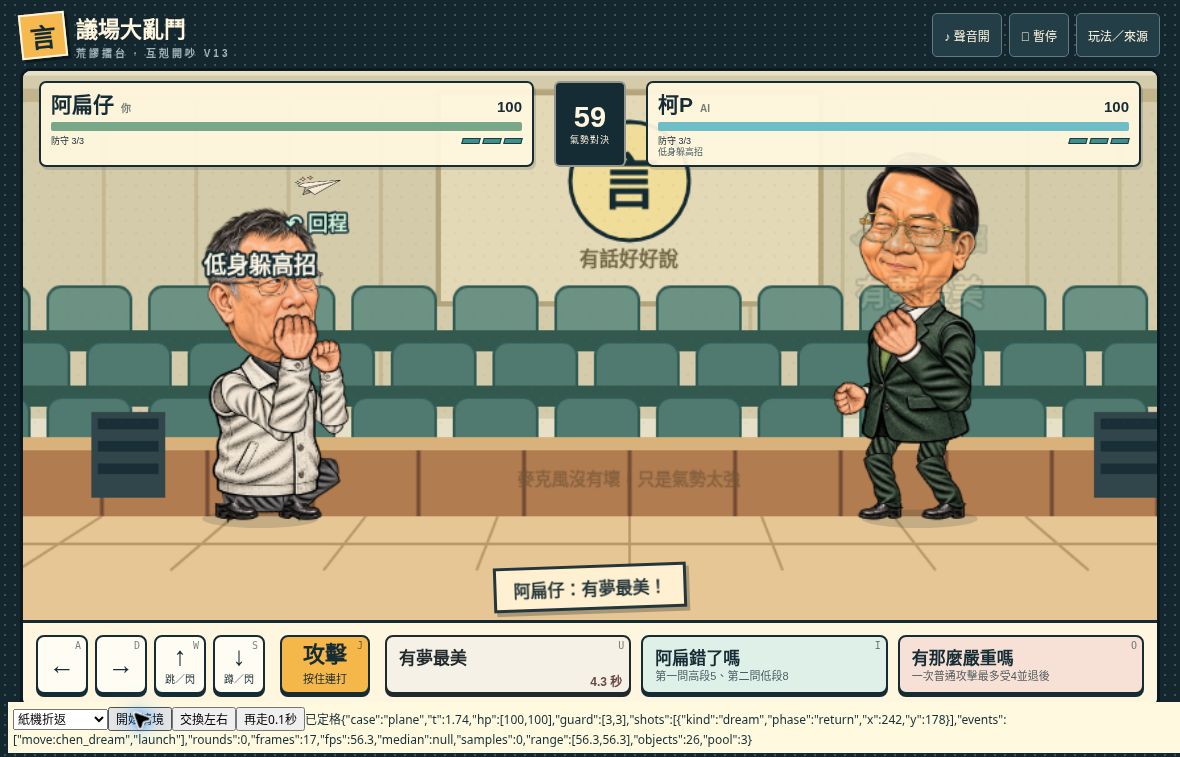 言
議場大亂鬥
荒謬擂台 · 互剋開吵 V13
♪ 聲音開
暫停
玩法／來源
阿扁仔 你 100
防守 3/3
59
氣勢對決
柯P AI 100
防守 3/3
低身躲高招
言
有話好好說
回程
低身躲高招
有夢最美
麥克風沒有壞 只是氣勢太強
阿扁仔：有夢最美！
A
←
D
→
W
↑
跳／閃
S
↓
蹲／閃
J
攻擊
按住連打
U
有夢最美
4.3 秒
I
阿扁錯了嗎
第一問高段5、第二問低段8
O
有那麼嚴重嗎
一次普通攻擊最多受4並退後
紙機折返 交換左右 再走0.1秒 已定格{"case":"plane","t":1.74,"hp":[100,100],"guard":[3,3],"shots":[{"kind":"dream","phase":"return","x":242,"y":178}],"events":
["move:chen_dream","launch"],"rounds":0,"frames":17,"fps":56.3,"median":null,"samples":0,"range":[56.3,56.3],"objects":26,"pool":3}